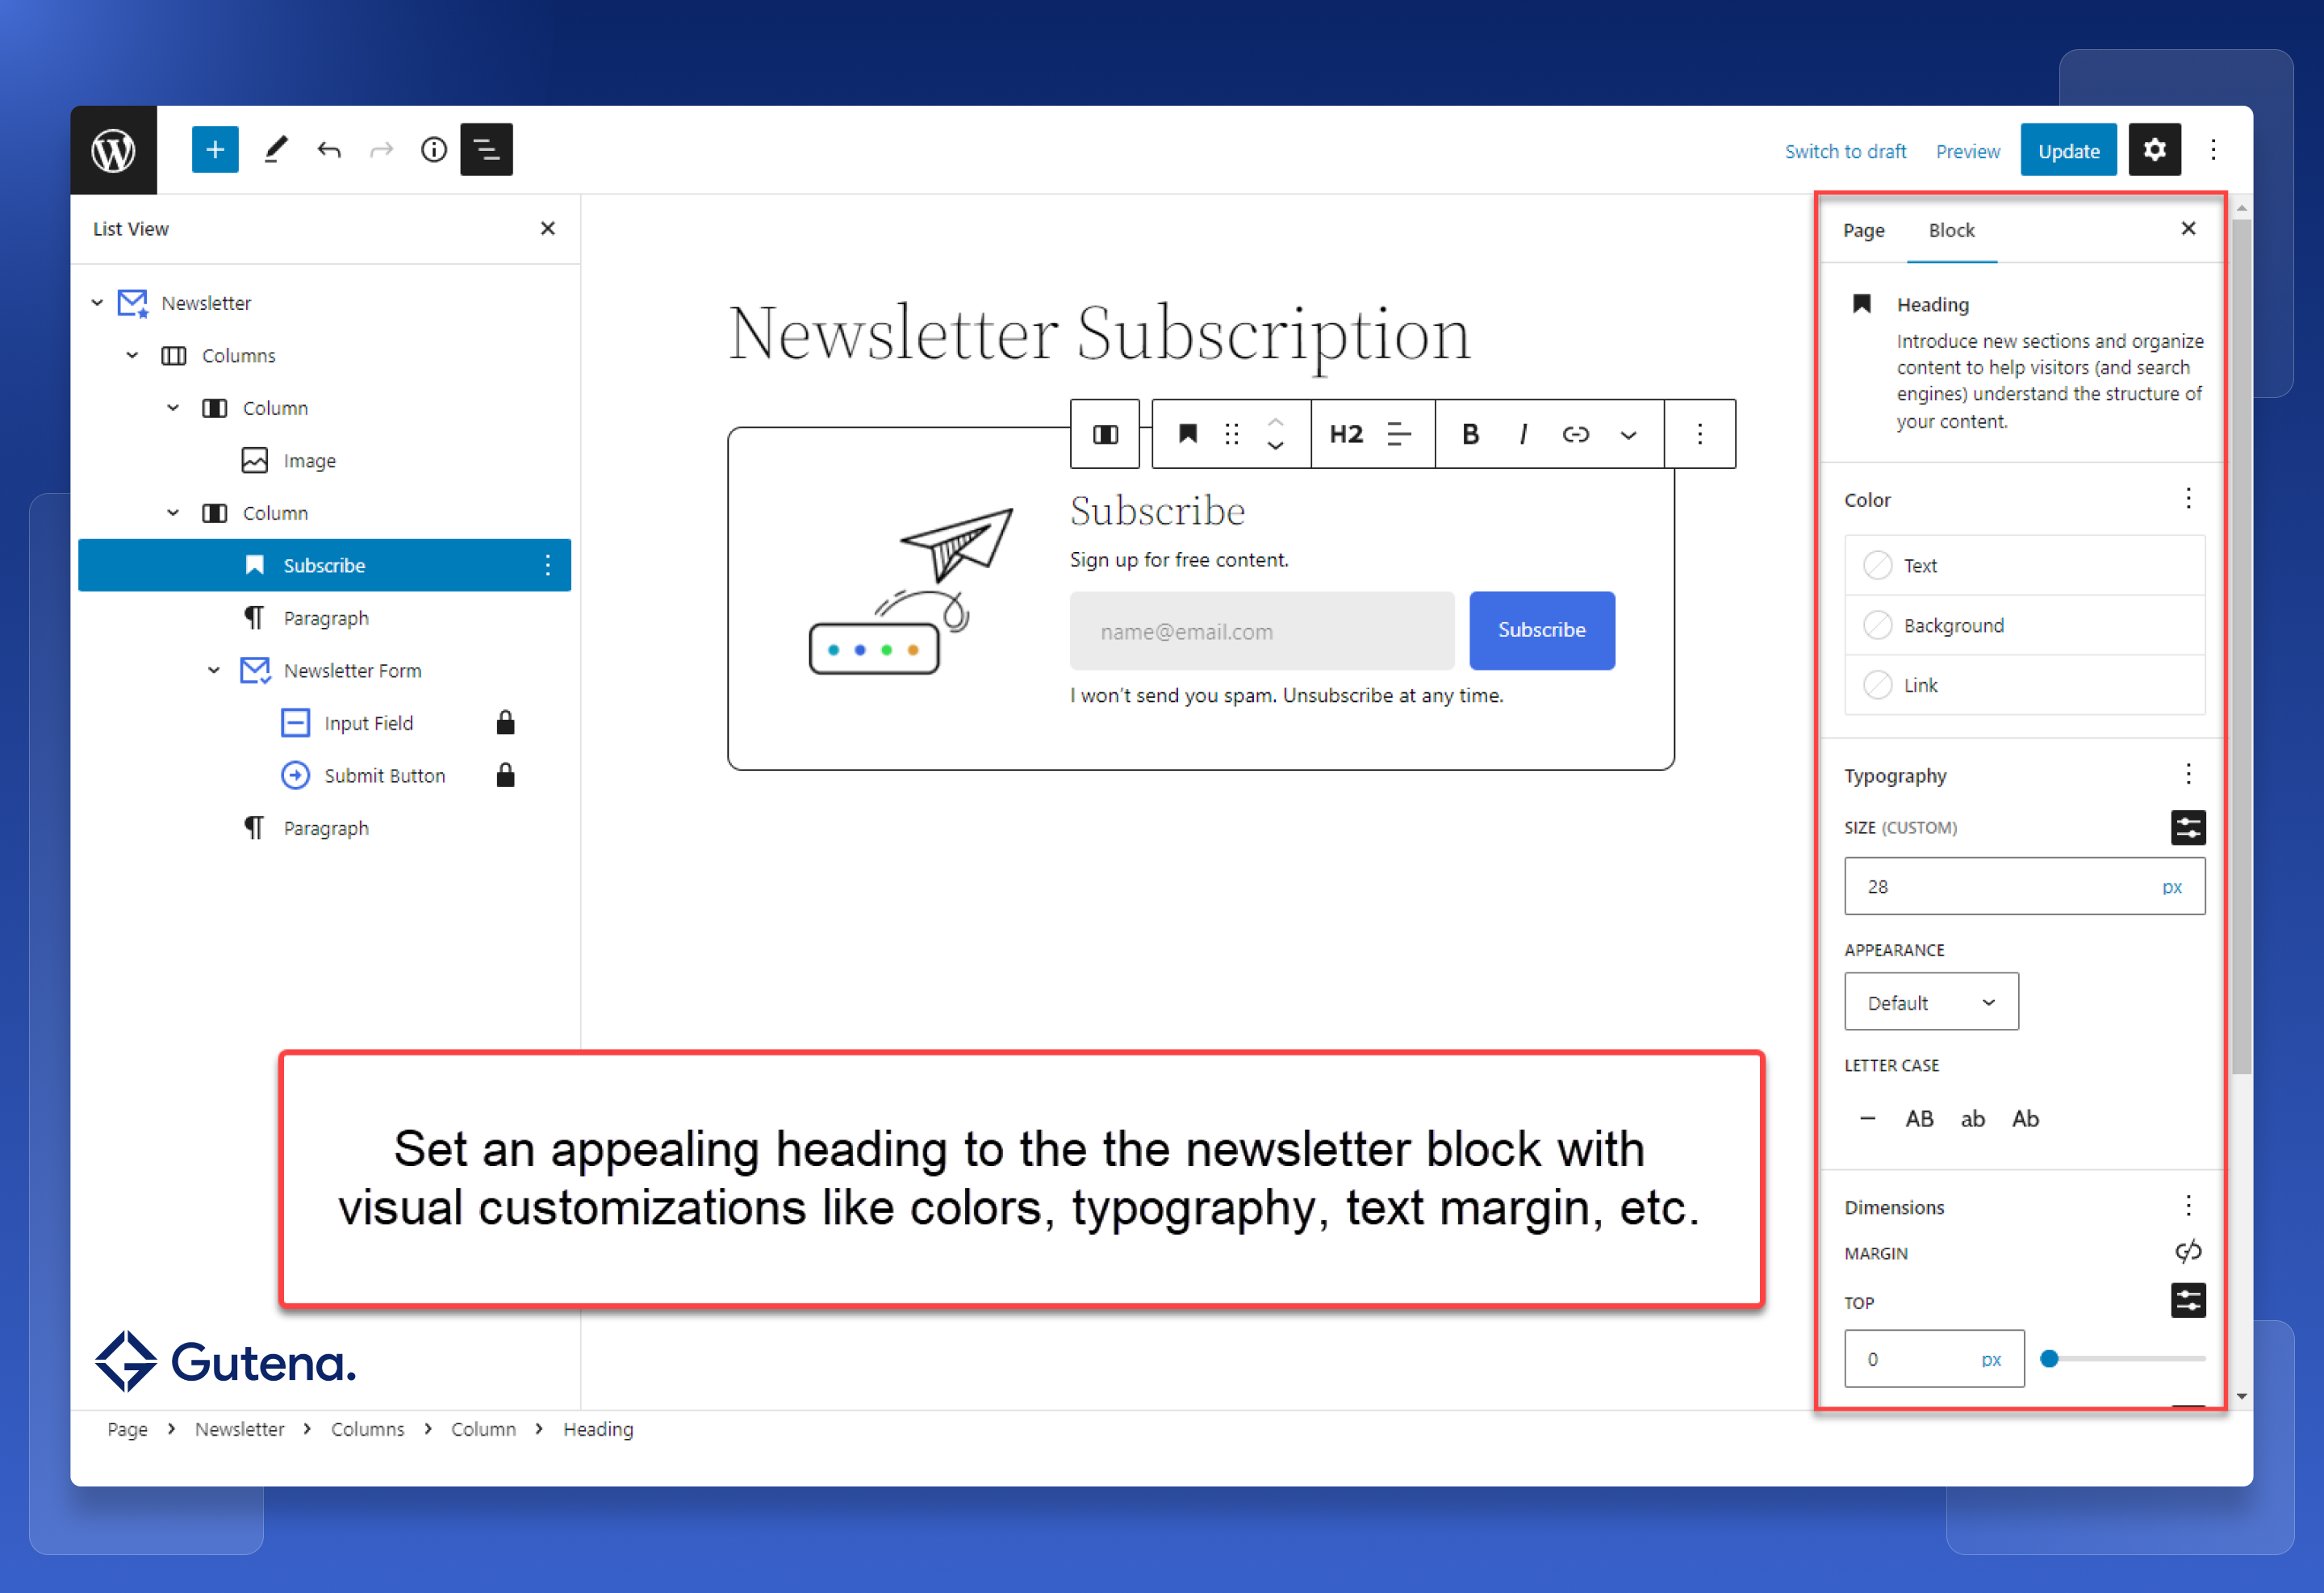 Switch to draft
Preview
Update
List View
Newsletter
Columns
Column
Image
Column
Subscribe
Paragraph
Newsletter Form
Input Field
Submit Button
Paragraph
Newsletter Subscription
H2
B I
Subscribe
Sign up for free content.
name@email.com
Subscribe
I won't send you spam. Unsubscribe at any time.
Page
Block
Heading
Introduce new sections and organize
content to help visitors (and search
engines) understand the structure of
your content.
Color
Text
Background
Link
Typography
SIZE (CUSTOM)
28 px
APPEARANCE
Default
LETTER CASE
AB ab Ab
Dimensions
MARGIN
TOP
0 px
Set an appealing heading to the the newsletter block with
visual customizations like colors, typography, text margin, etc.
Gutena.
Page > Newsletter > Columns > Column > Heading